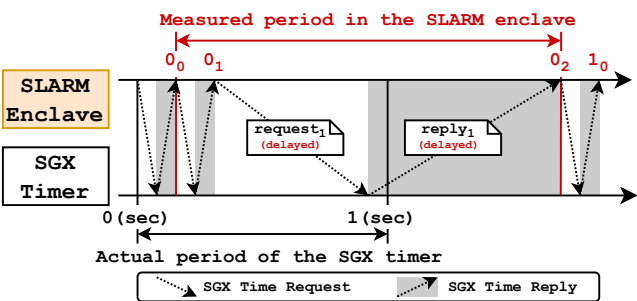 Measured period in the SLARM enclave
0₀ 0₁ 0₂ 1₀
SLARM
Enclave
request₁
(delayed)
reply₁
(delayed)
SGX
Timer
0(sec) 1(sec)
Actual period of the SGX timer
SGX Time Request SGX Time Reply